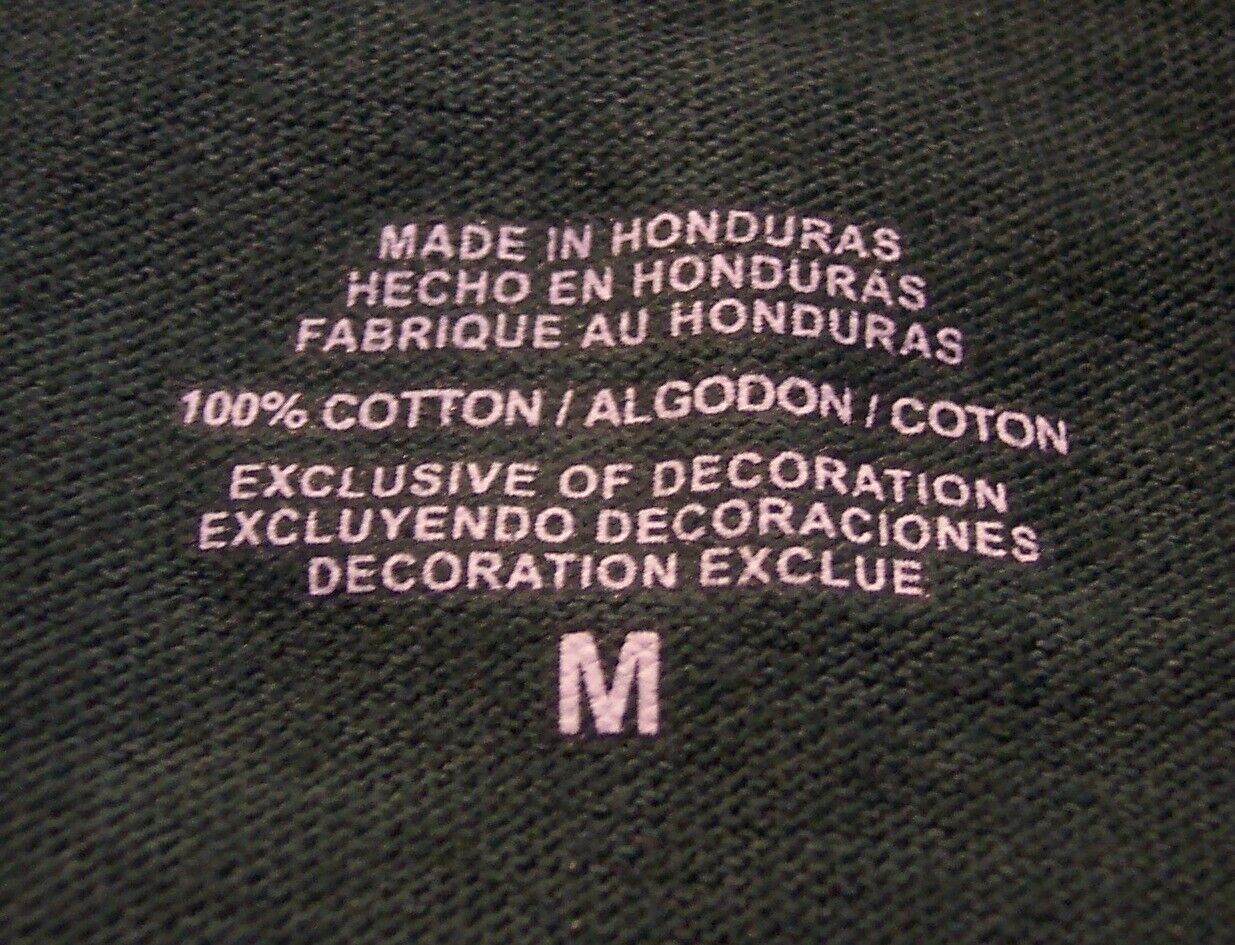 MADE IN HONDURAS
HECHO EN HONDURAS
FABRIQUE AU HONDURAS
100% COTTON / ALGODON / COTON
EXCLUSIVE OF DECORATION
EXCLUYENDO DECORACIONES
DECORATION EXCLUE
M